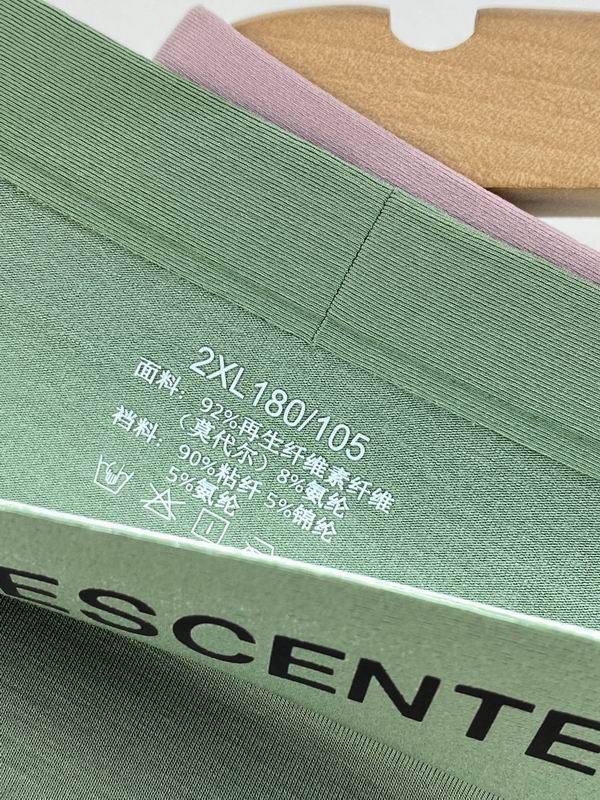 2XL180/105
面料：92%再生纤维素纤维
（莫代尔）8%氨纶
裆料：90%粘纤 5%锦纶
5%氨纶
ESCENTE